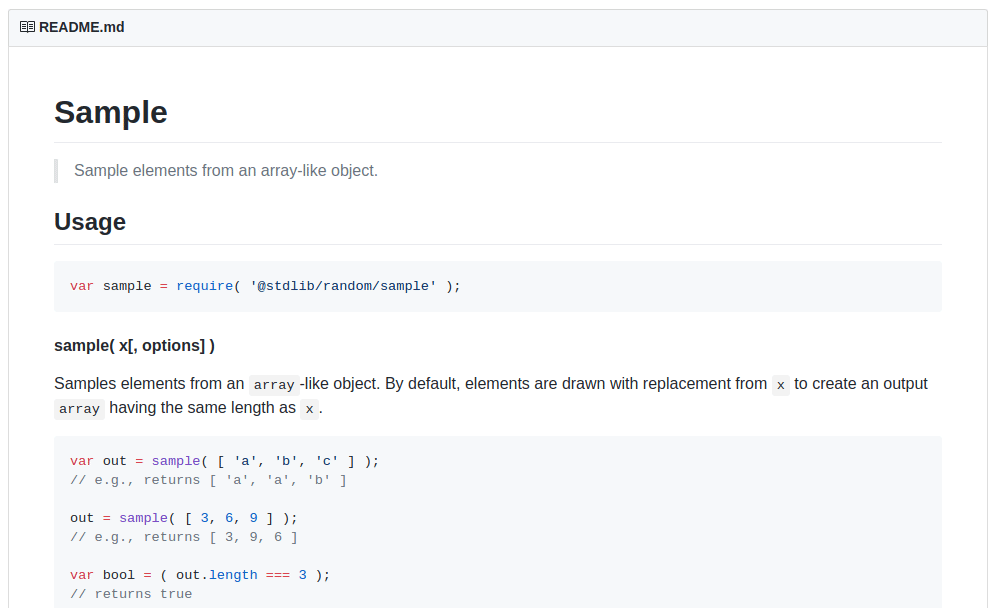 README.md
Sample
Sample elements from an array-like object.
Usage
var sample = require( '@stdlib/random/sample' );
sample( x[, options] )
Samples elements from an array-like object. By default, elements are drawn with replacement from x to create an output
array having the same length as x.
var out = sample( [ 'a', 'b', 'c' ] );
// e.g., returns [ 'a', 'a', 'b' ]
out = sample( [ 3, 6, 9 ] );
// e.g., returns [ 3, 9, 6 ]
var bool = ( out.length === 3 );
// returns true